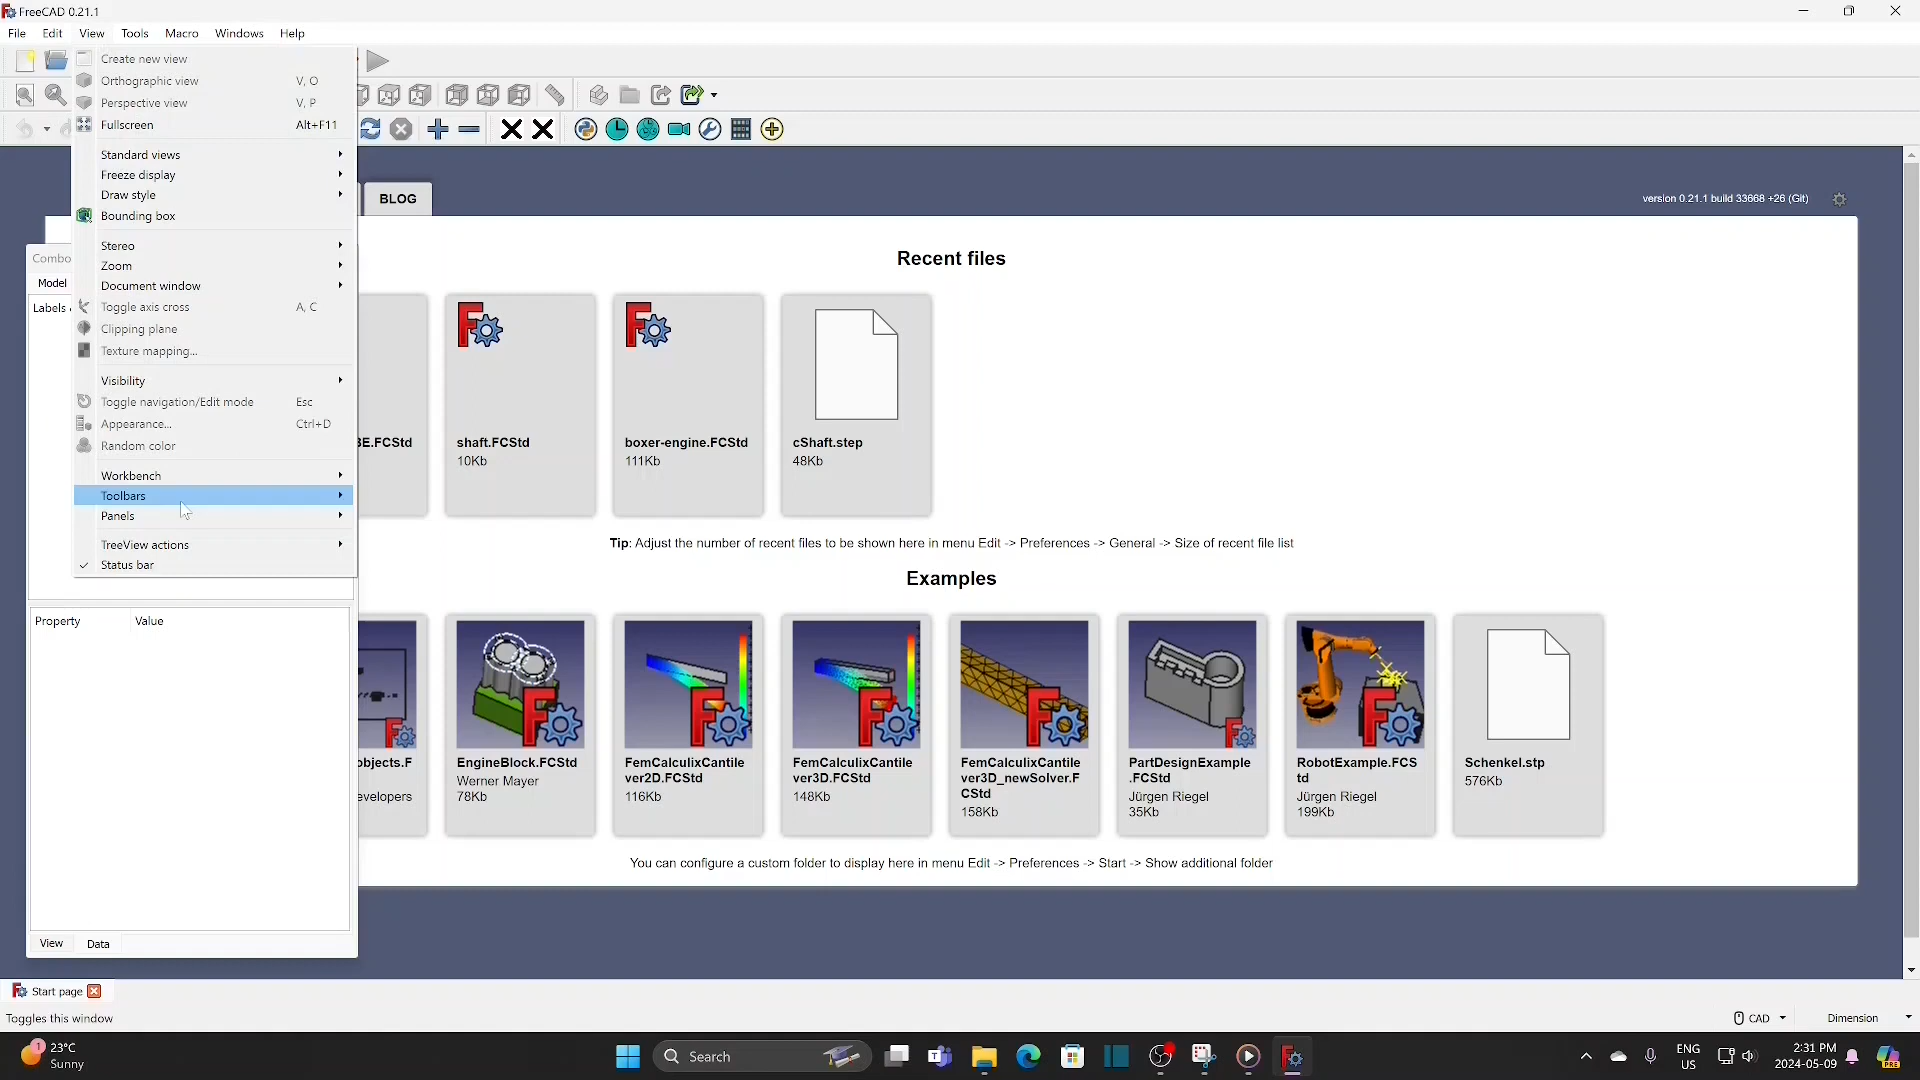 FreeCAD 0.21.1
File Edit View Tools Macro Windows Help
Create new view
Orthographic view V, O
Perspective view V, P
Fullscreen Alt+F11
Standard views
Freeze display
Draw style
Bounding box
Stereo
Zoom
Document window
Toggle axis cross A, C
Clipping plane
Texture mapping...
Visibility
Toggle navigation/Edit mode Esc
Appearance... Ctrl+D
Random color
Workbench
Toolbars
Panels
TreeView actions
Status bar
Combo
Model
Labels
Property Value
View Data
BLOG
version 0.21.1 build 33668 +26 (Git)
Recent files
3E.FCStd
shaft.FCStd
10Kb
boxer-engine.FCStd
111Kb
cShaft.step
48Kb
Tip: Adjust the number of recent files to be shown here in menu Edit -> Preferences -> General -> Size of recent file list
Examples
objects.F
evelopers
EngineBlock.FCStd
Werner Mayer
78Kb
FemCalculixCantile
ver2D.FCStd
116Kb
FemCalculixCantile
ver3D.FCStd
148Kb
FemCalculixCantile
ver3D_newSolver.F
CStd
158Kb
PartDesignExample
.FCStd
Jürgen Riegel
35Kb
RobotExample.FCS
td
Jürgen Riegel
199Kb
Schenkel.stp
576Kb
You can configure a custom folder to display here in menu Edit -> Preferences -> Start -> Show additional folder
Start page
Toggles this window
CAD Dimension
1
23°C
Sunny
Search
ENG
US
2:31 PM
2024-05-09
PRE